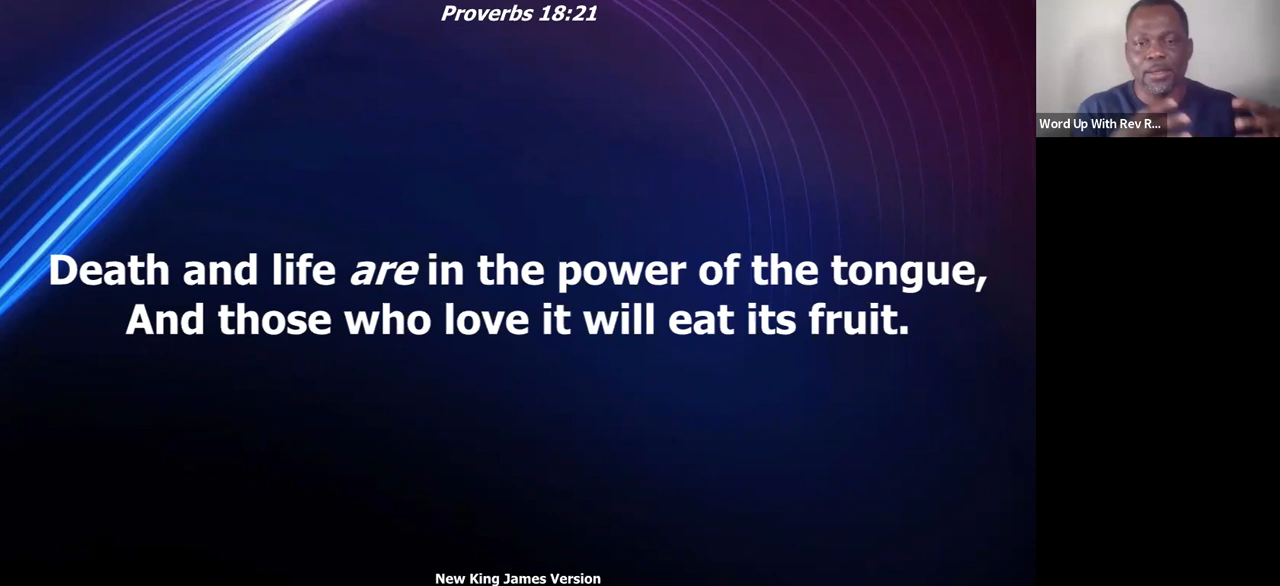 Proverbs 18:21
Word Up With Rev R...
Death and life are in the power of the tongue,
And those who love it will eat its fruit.
New King James Version